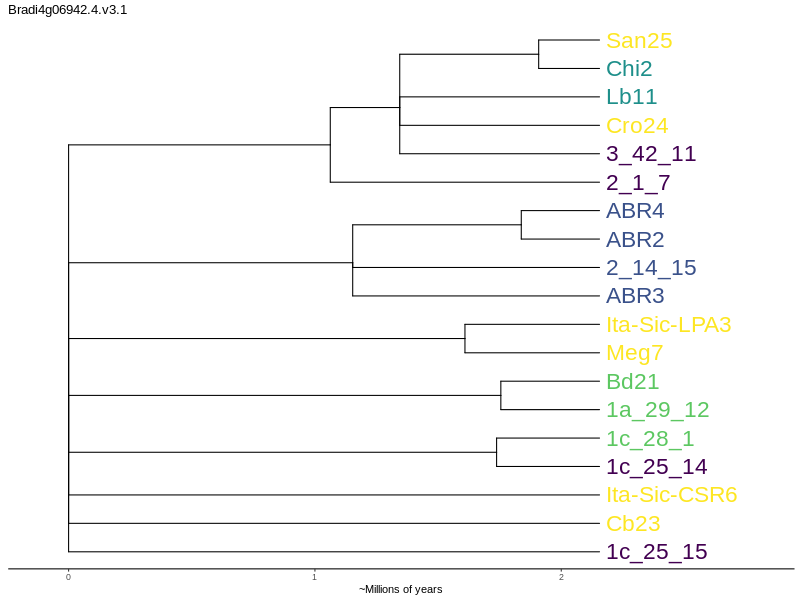 Bradi4g06942.4.v3.1
San25
Chi2
Lb11
Cro24
3_42_11
2_1_7
ABR4
ABR2
2_14_15
ABR3
Ita-Sic-LPA3
Meg7
Bd21
1a_29_12
1c_28_1
1c_25_14
Ita-Sic-CSR6
Cb23
1c_25_15
0 1 2
~Millions of years